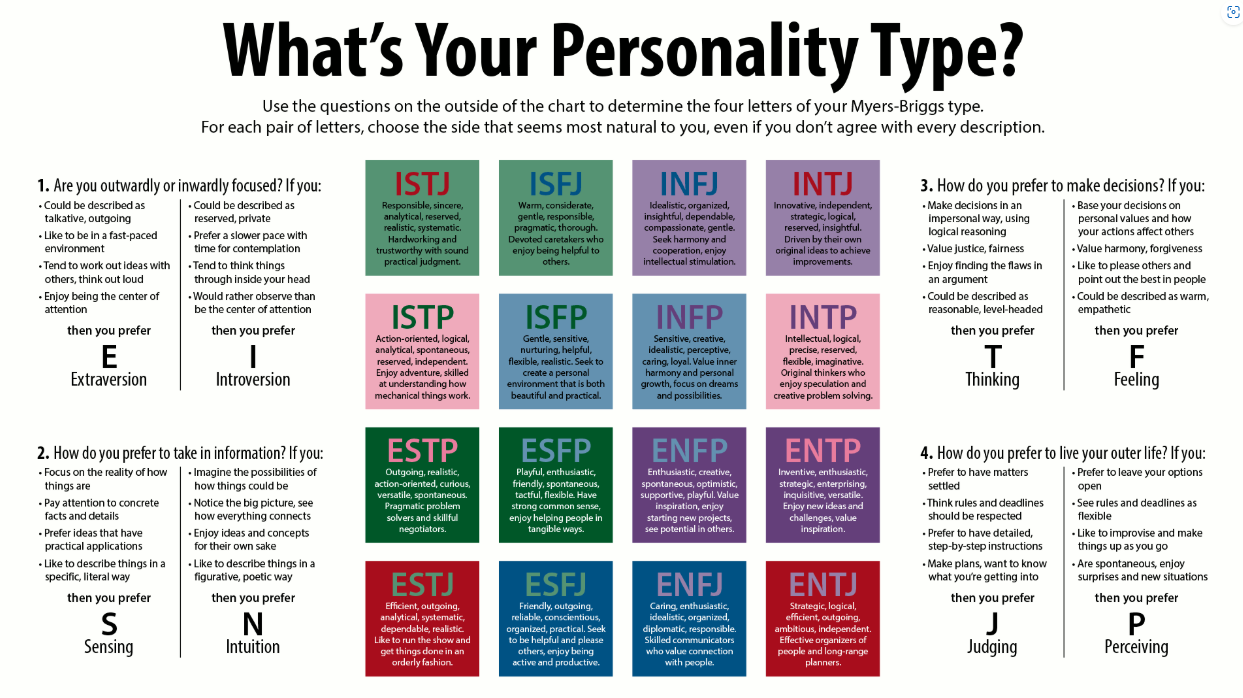 What's Your Personality Type?
Use the questions on the outside of the chart to determine the four letters of your Myers-Briggs type.
For each pair of letters, choose the side that seems most natural to you, even if you don't agree with every description.
1. Are you outwardly or inwardly focused? If you:
• Could be described as
talkative, outgoing
• Like to be in a fast-paced
environment
• Tend to work out ideas with
others, think out loud
• Enjoy being the center of
attention
then you prefer
E
Extraversion
• Could be described as
reserved, private
• Prefer a slower pace with
time for contemplation
• Tend to think things
through inside your head
• Would rather observe than
be the center of attention
then you prefer
I
Introversion
2. How do you prefer to take in information? If you:
• Focus on the reality of how
things are
• Pay attention to concrete
facts and details
• Prefer ideas that have
practical applications
• Like to describe things in a
specific, literal way
then you prefer
S
Sensing
• Imagine the possibilities of
how things could be
• Notice the big picture, see
how everything connects
• Enjoy ideas and concepts
for their own sake
• Like to describe things in a
figurative, poetic way
then you prefer
N
Intuition
ISTJ
Responsible, sincere,
analytical, reserved,
realistic, systematic.
Hardworking and
trustworthy with sound
practical judgment.
ISFJ
Warm, considerate,
gentle, responsible,
pragmatic, thorough.
Devoted caretakers who
enjoy being helpful to
others.
INFJ
Idealistic, organized,
insightful, dependable,
compassionate, gentle.
Seek harmony and
cooperation, enjoy
intellectual stimulation.
INTJ
Innovative, independent,
strategic, logical,
reserved, insightful.
Driven by their own
original ideas to achieve
improvements.
ISTP
Action-oriented, logical,
analytical, spontaneous,
reserved, independent.
Enjoy adventure, skilled
at understanding how
mechanical things work.
ISFP
Gentle, sensitive,
nurturing, helpful,
flexible, realistic. Seek to
create a personal
environment that is both
beautiful and practical.
INFP
Sensitive, creative,
idealistic, perceptive,
caring, loyal. Value inner
harmony and personal
growth, focus on dreams
and possibilities.
INTP
Intellectual, logical,
precise, reserved,
flexible, imaginative.
Original thinkers who
enjoy speculation and
creative problem solving.
ESTP
Outgoing, realistic,
action-oriented, curious,
versatile, spontaneous.
Pragmatic problem
solvers and skillful
negotiators.
ESFP
Playful, enthusiastic,
friendly, spontaneous,
tactful, flexible. Have
strong common sense,
enjoy helping people in
tangible ways.
ENFP
Enthusiastic, creative,
spontaneous, optimistic,
supportive, playful. Value
inspiration, enjoy
starting new projects,
see potential in others.
ENTP
Inventive, enthusiastic,
strategic, enterprising,
inquisitive, versatile.
Enjoy new ideas and
challenges, value
inspiration.
ESTJ
Efficient, outgoing,
analytical, systematic,
dependable, realistic.
Like to run the show and
get things done in an
orderly fashion.
ESFJ
Friendly, outgoing,
reliable, conscientious,
organized, practical. Seek
to be helpful and please
others, enjoy being
active and productive.
ENFJ
Caring, enthusiastic,
idealistic, organized,
diplomatic, responsible.
Skilled communicators
who value connection
with people.
ENTJ
Strategic, logical,
efficient, outgoing,
ambitious, independent.
Effective organizers of
people and long-range
planners.
3. How do you prefer to make decisions? If you:
• Make decisions in an
impersonal way, using
logical reasoning
• Value justice, fairness
• Enjoy finding the flaws in
an argument
• Could be described as
reasonable, level-headed
then you prefer
T
Thinking
• Base your decisions on
personal values and how
your actions affect others
• Value harmony, forgiveness
• Like to please others and
point out the best in people
• Could be described as warm,
empathetic
then you prefer
F
Feeling
4. How do you prefer to live your outer life? If you:
• Prefer to have matters
settled
• Think rules and deadlines
should be respected
• Prefer to have detailed,
step-by-step instructions
• Make plans, want to know
what you're getting into
then you prefer
J
Judging
• Prefer to leave your options
open
• See rules and deadlines as
flexible
• Like to improvise and make
things up as you go
• Are spontaneous, enjoy
surprises and new situations
then you prefer
P
Perceiving